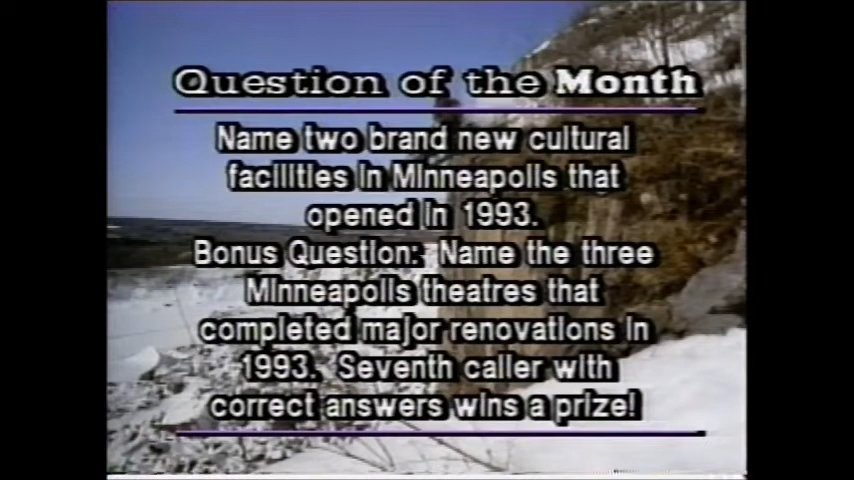 Question of the Month
Name two brand new cultural
facilities in Minneapolis that
opened in 1993.
Bonus Question: Name the three
Minneapolis theatres that
completed major renovations in
1993. Seventh caller with
correct answers wins a prize!